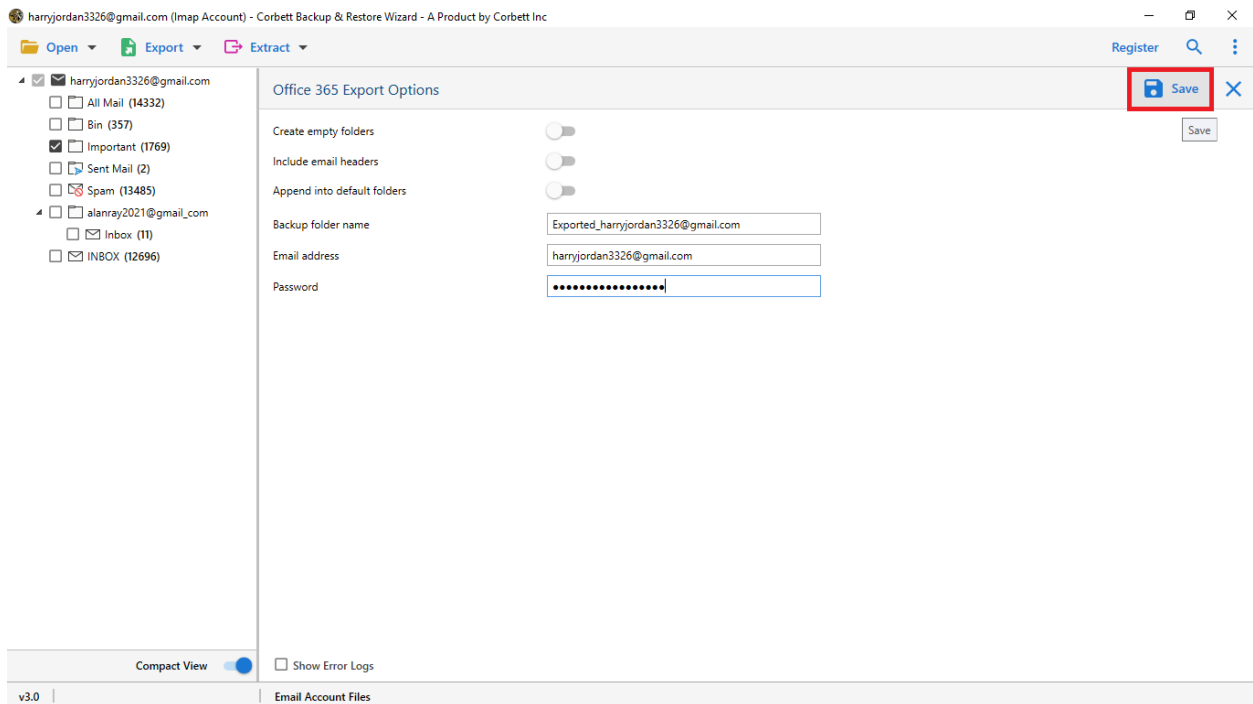 harryjordan3326@gmail.com (Imap Account) - Corbett Backup & Restore Wizard - A Product by Corbett Inc
Open Export Extract Register
harryjordan3326@gmail.com
All Mail (14332)
Bin (357)
Important (1769)
Sent Mail (2)
Spam (13485)
alanray2021@gmail_com
Inbox (11)
INBOX (12696)
Office 365 Export Options Save
Save
Create empty folders
Include email headers
Append into default folders
Backup folder name Exported_harryjordan3326@gmail.com
Email address harryjordan3326@gmail.com
Password
Compact View
Show Error Logs
v3.0
Email Account Files